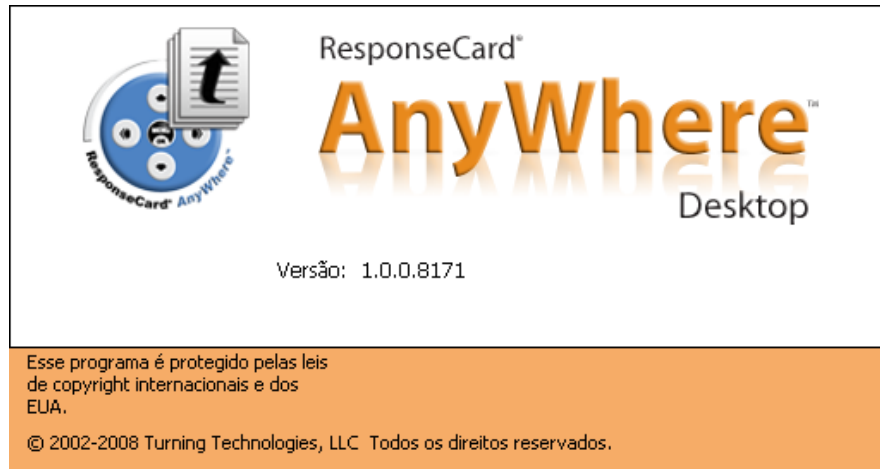 ResponseCard®
AnyWhere™
Desktop
ResponseCard® AnyWhere™
Versão: 1.0.0.8171
Esse programa é protegido pelas leis
de copyright internacionais e dos
EUA.
© 2002-2008 Turning Technologies, LLC Todos os direitos reservados.